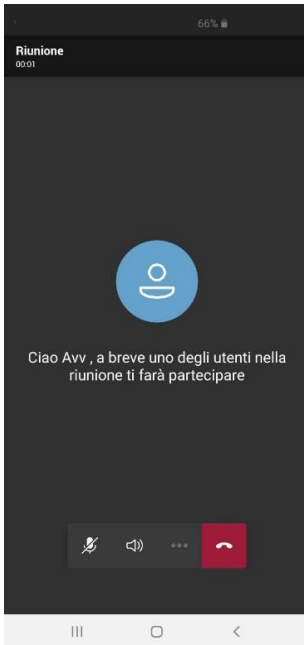 66%
Riunione
00:01
Ciao Avv , a breve uno degli utenti nella
riunione ti farà partecipare